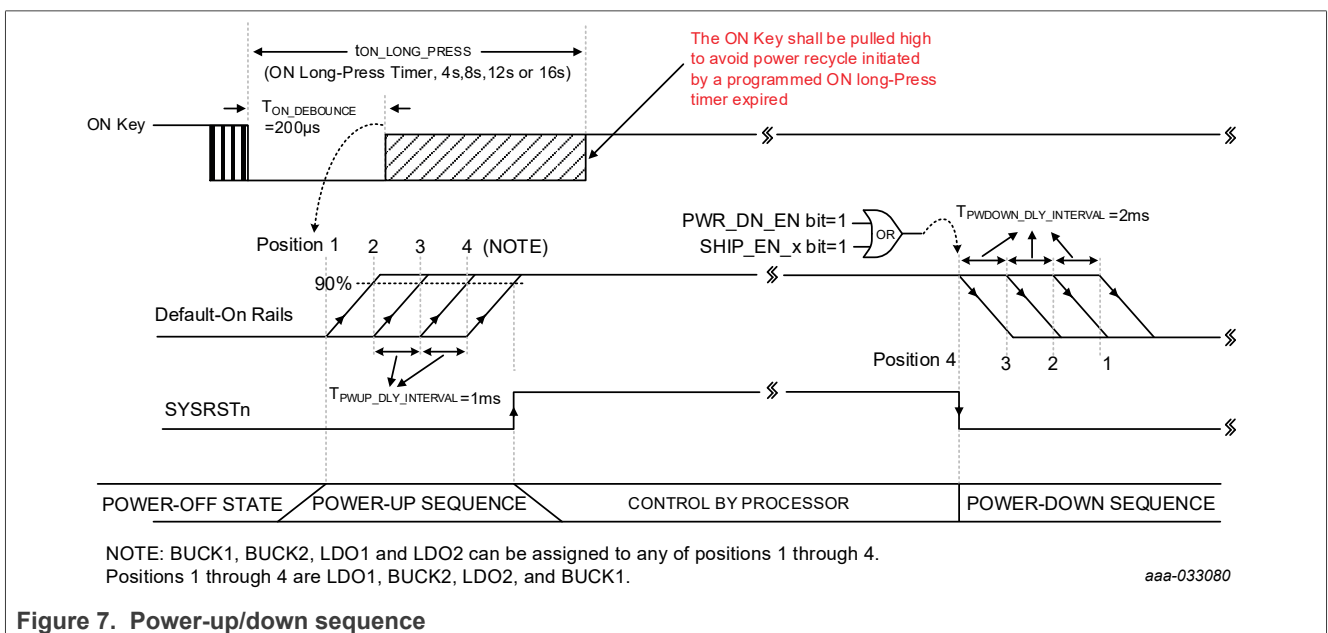 tON_LONG_PRESS
(ON Long-Press Timer, 4s,8s,12s or 16s)
The ON Key shall be pulled high
to avoid power recycle initiated
by a programmed ON long-Press
timer expired
TON_DEBOUNCE
=200µs
ON Key
PWR_DN_EN bit=1
SHIP_EN_x bit=1
OR
TPWDOWN_DLY_INTERVAL =2ms
Position 1 2 3 4 (NOTE)
90%
Default-On Rails
Position 4 3 2 1
TPWUP_DLY_INTERVAL =1ms
SYSRSTn
POWER-OFF STATE POWER-UP SEQUENCE CONTROL BY PROCESSOR POWER-DOWN SEQUENCE
NOTE: BUCK1, BUCK2, LDO1 and LDO2 can be assigned to any of positions 1 through 4.
Positions 1 through 4 are LDO1, BUCK2, LDO2, and BUCK1.
aaa-033080
Figure 7. Power-up/down sequence